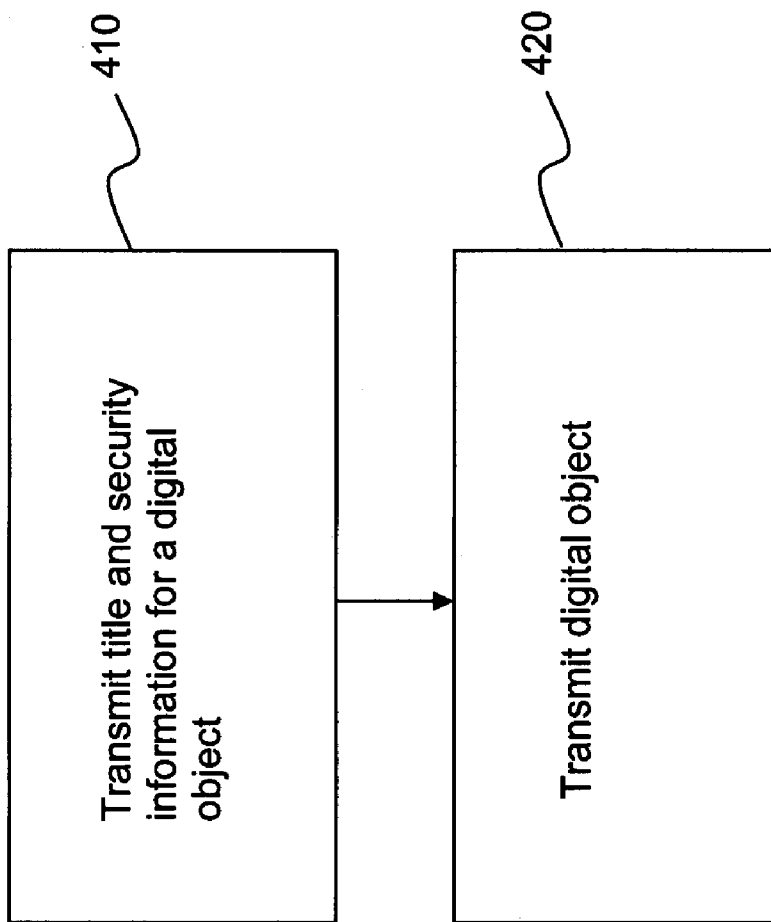 Transmit title and security
information for a digital
object
410
Transmit digital object
420